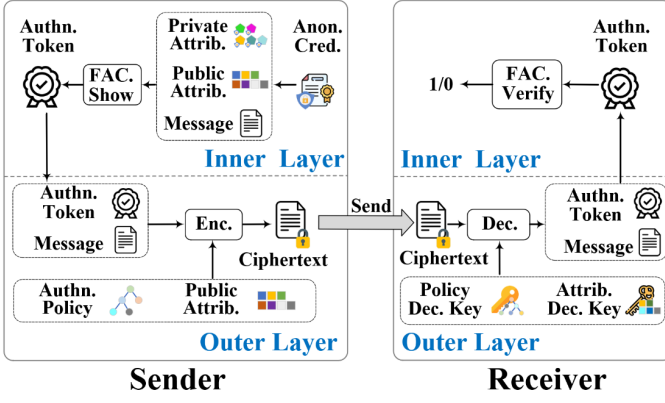 Authn.
Token
FAC.
Show
Private
Attrib.
Public
Attrib.
Message
Anon.
Cred.
Inner Layer
Authn.
Token
Message
Enc.
Ciphertext
Authn.
Policy
Public
Attrib.
Outer Layer
Sender
Send
1/0
FAC.
Verify
Authn.
Token
Inner Layer
Ciphertext
Dec.
Authn.
Token
Message
Policy
Dec. Key
Attrib.
Dec. Key
Outer Layer
Receiver